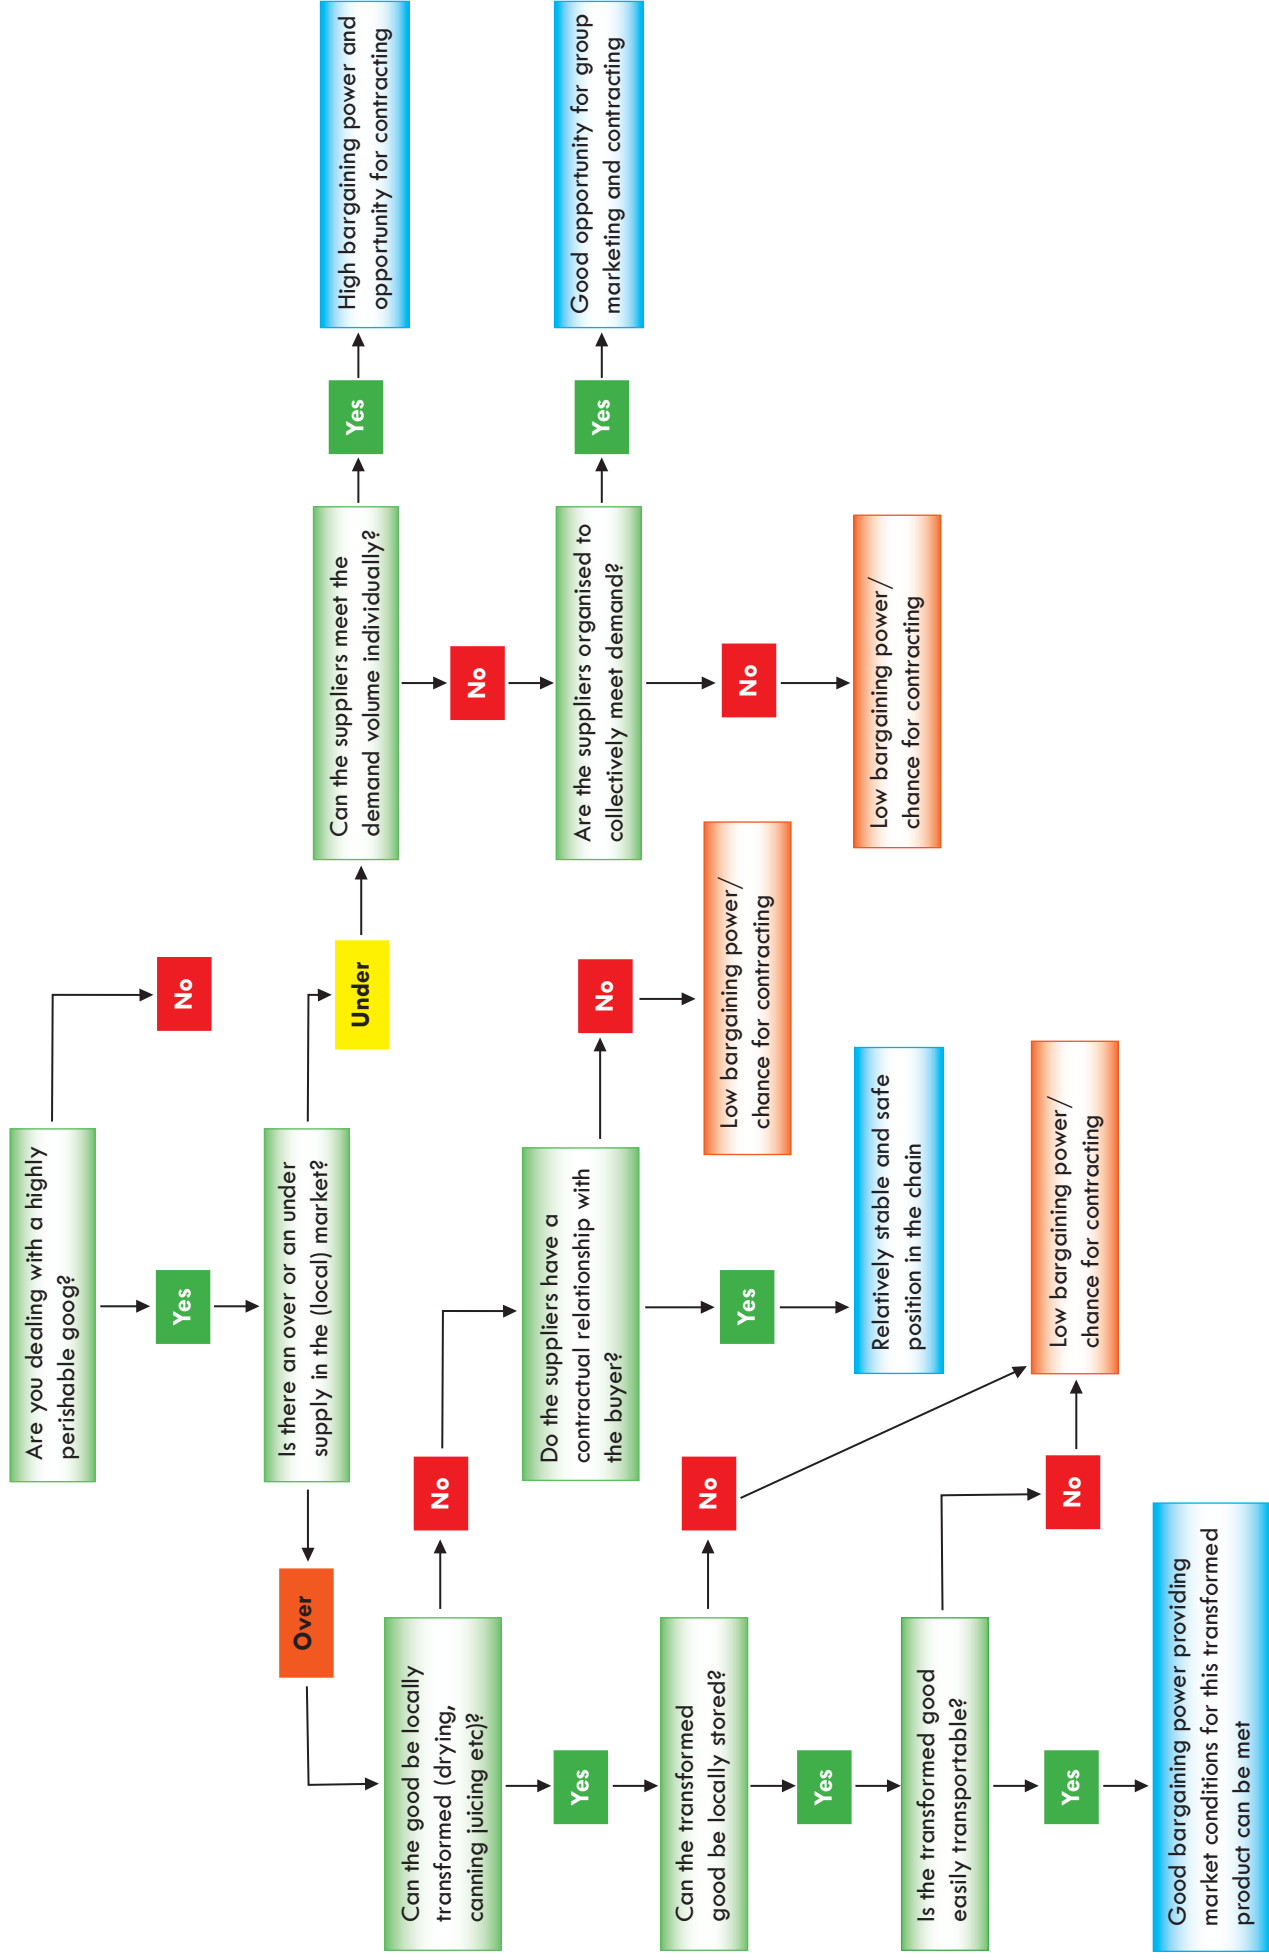 Are you dealing with a highly
perishable goog?
No
Yes
Is there an over or an under
supply in the (local) market?
Over
Under
Can the suppliers meet the
demand volume individually?
Yes
High bargaining power and
opportunity for contracting
No
Are the suppliers organised to
collectively meet demand?
Yes
Good opportunity for group
marketing and contracting
No
Low bargaining power/
chance for contracting
Can the good be locally
transformed (drying,
canning juicing etc)?
No
Do the suppliers have a
contractual relationship with
the buyer?
No
Low bargaining power/
chance for contracting
Yes
Relatively stable and safe
position in the chain
Yes
Can the transformed
good be locally stored?
No
Low bargaining power/
chance for contracting
Yes
Is the transformed good
easily transportable?
No
Yes
Good bargaining power providing
market conditions for this transformed
product can be met